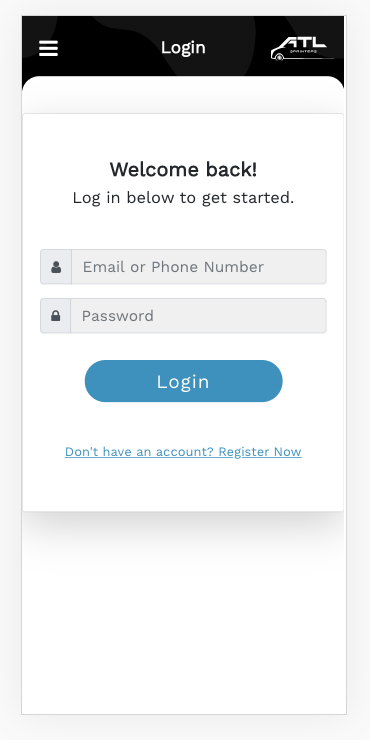 Login
ATL
SPRINTERS
Welcome back!
Log in below to get started.
Email or Phone Number
Password
Login
Don't have an account? Register Now